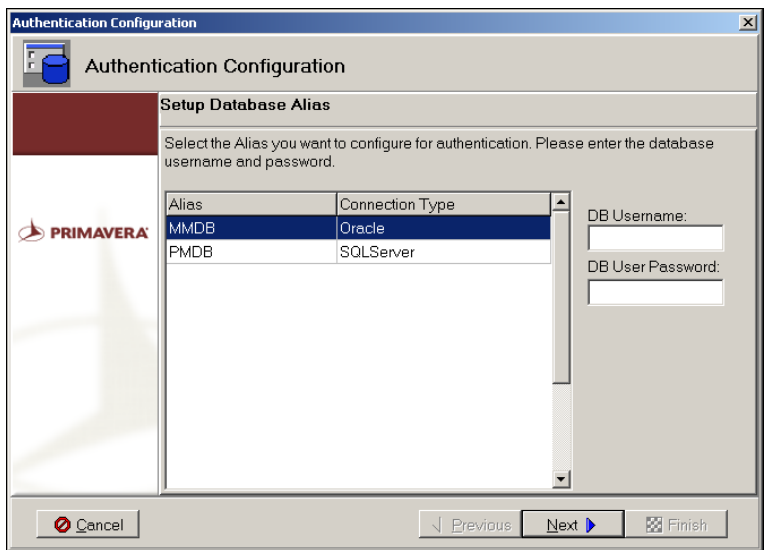 Authentication Configuration
Authentication Configuration
Setup Database Alias
Select the Alias you want to configure for authentication. Please enter the database
username and password.
Alias Connection Type
MMDB Oracle
PMDB SQLServer
DB Username:
DB User Password:
PRIMAVERA
Cancel Previous Next Finish